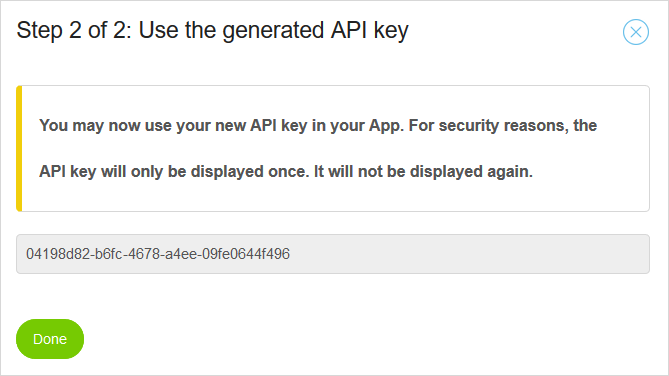 Step 2 of 2: Use the generated API key
You may now use your new API key in your App. For security reasons, the
API key will only be displayed once. It will not be displayed again.
04198d82-b6fc-4678-a4ee-09fe0644f496
Done